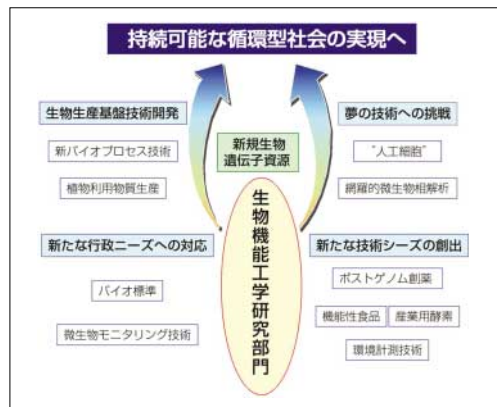 持続可能な循環型社会の実現へ
生物生産基盤技術開発
新バイオプロセス技術
植物利用物質生産
新たな行政ニーズへの対応
バイオ標準
微生物モニタリング技術
新規生物
遺伝子資源
生物機能工学研究部門
夢の技術への挑戦
“人工細胞”
網羅的微生物相解析
新たな技術シーズの創出
ポストゲノム創薬
機能性食品
産業用酵素
環境計測技術